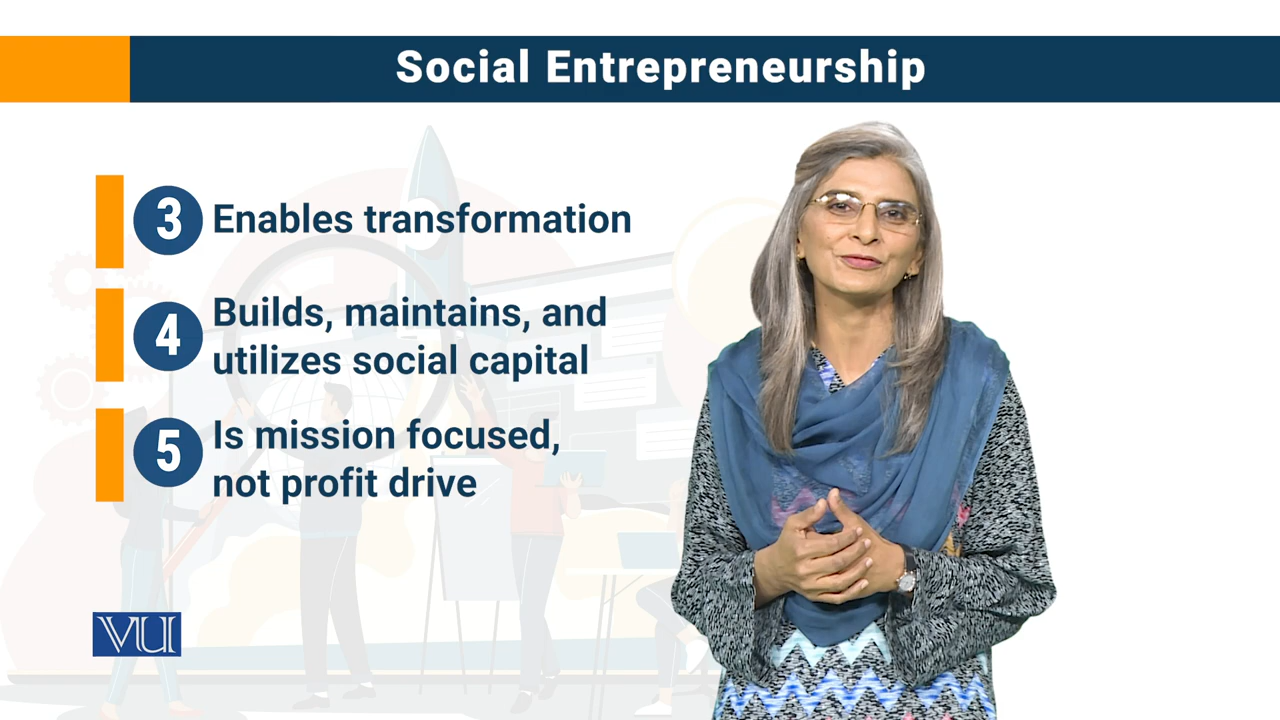 Social Entrepreneurship
3 Enables transformation
4 Builds, maintains, and
utilizes social capital
5 Is mission focused,
not profit drive
VU